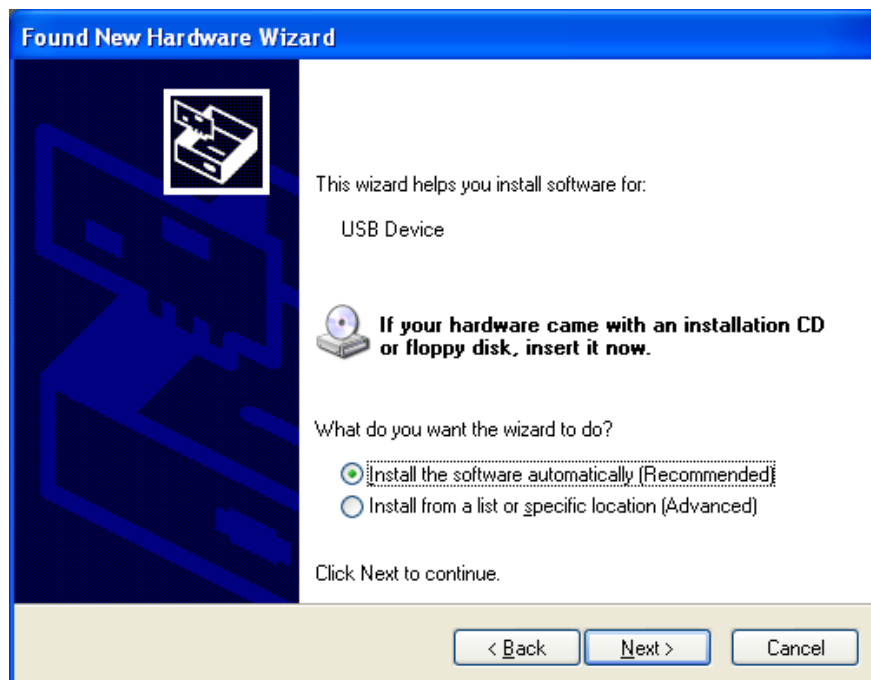 Found New Hardware Wizard
This wizard helps you install software for:
USB Device
If your hardware came with an installation CD
or floppy disk, insert it now.
What do you want the wizard to do?
Install the software automatically (Recommended)
Install from a list or specific location (Advanced)
Click Next to continue.
< Back
Next >
Cancel